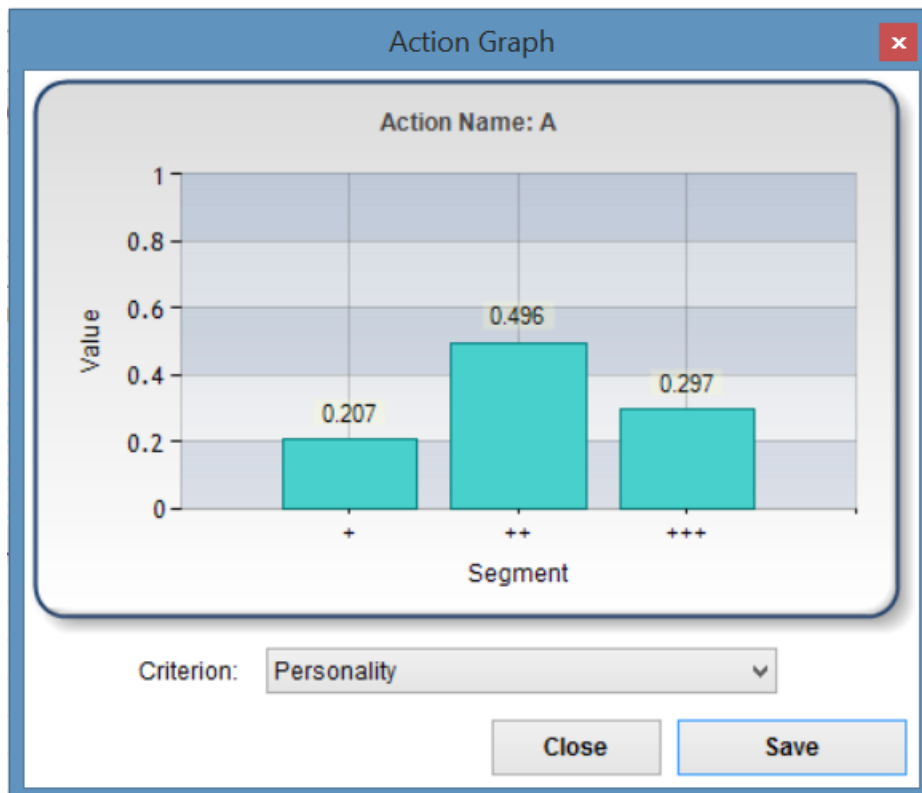 Action Graph
x
Action Name: A
1
0.8
0.6
0.4
0.2
0
Value
0.207
0.496
0.297
+
++
+++
Segment
Criterion:
Personality
Close
Save